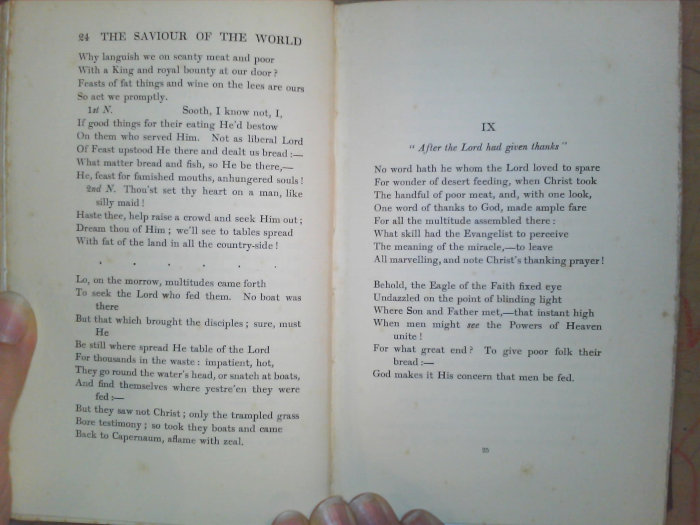 24 THE SAVIOUR OF THE WORLD
Why languish we on scanty meat and poor
With a King and royal bounty at our door?
Feasts of fat things and wine on the lees are ours
So act we promptly.
1st N. Sooth, I know not, I,
If good things for their eating He'd bestow
On them who served Him. Not as liberal Lord
Of Feast upstood He there and dealt us bread:—
What matter bread and fish, so He be there,—
He, feast for famished mouths, anhungered souls!
2nd N. Thou'st set thy heart on a man, like
silly maid!
Haste thee, help raise a crowd and seek Him out;
Dream thou of Him; we'll see to tables spread
With fat of the land in all the country-side!
. . . . . .
Lo, on the morrow, multitudes came forth
To seek the Lord who fed them. No boat was
there
But that which brought the disciples; sure, must
He
Be still where spread He table of the Lord
For thousands in the waste: impatient, hot,
They go round the water's head, or snatch at boats,
And find themselves where yestre'en they were
fed:—
But they saw not Christ; only the trampled grass
Bore testimony; so took they boats and came
Back to Capernaum, aflame with zeal.
IX
"After the Lord had given thanks"
No word hath he whom the Lord loved to spare
For wonder of desert feeding, when Christ took
The handful of poor meat, and, with one look,
One word of thanks to God, made ample fare
For all the multitude assembled there:
What skill had the Evangelist to perceive
The meaning of the miracle,—to leave
All marvelling, and note Christ's thanking prayer!
Behold, the Eagle of the Faith fixed eye
Undazzled on the point of blinding light
Where Son and Father met,—that instant high
When men might see the Powers of Heaven
unite!
For what great end? To give poor folk their
bread:—
God makes it His concern that men be fed.
25